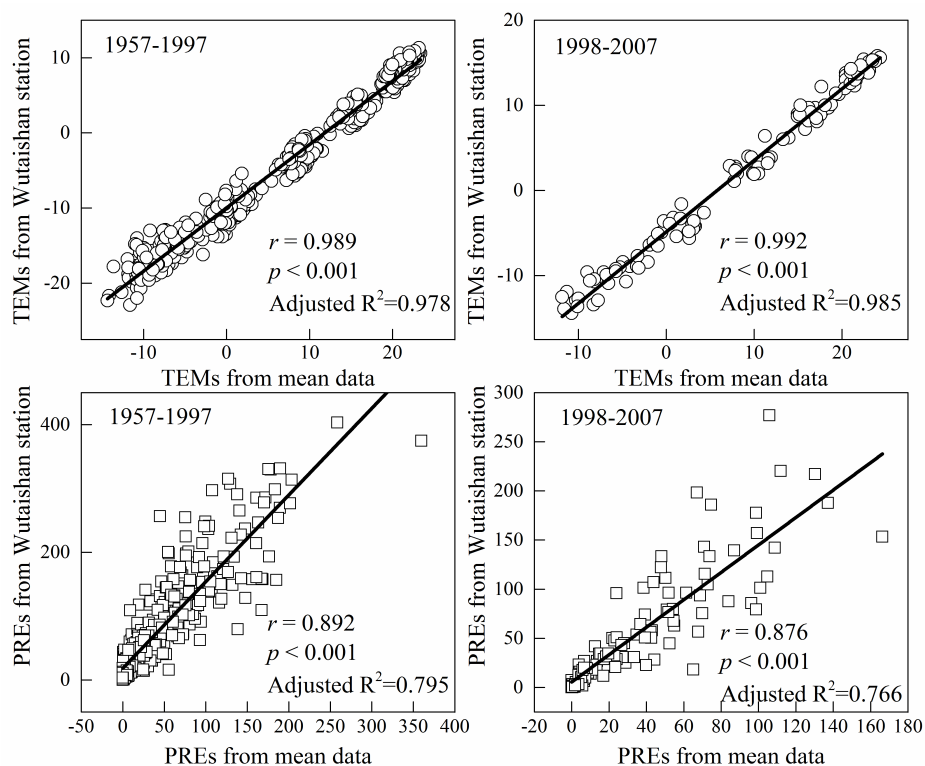 1957-1997
TEMs from Wutaishan station
10
0
-10
-20
r = 0.989
p < 0.001
Adjusted R²=0.978
-10 0 10 20
TEMs from mean data
1998-2007
TEMs from Wutaishan station
20
10
0
-10
r = 0.992
p < 0.001
Adjusted R²=0.985
-10 0 10 20
TEMs from mean data
1957-1997
PREs from Wutaishan station
400
200
0
r = 0.892
p < 0.001
Adjusted R²=0.795
-50 0 50 100 150 200 250 300 350 400
PREs from mean data
1998-2007
PREs from Wutaishan station
300
250
200
150
100
50
0
r = 0.876
p < 0.001
Adjusted R²=0.766
-20 0 20 40 60 80 100 120 140 160 180
PREs from mean data